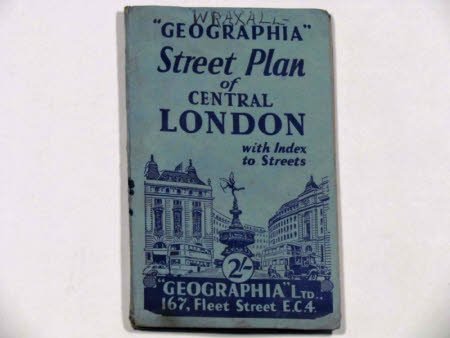 WRAXALL
"GEOGRAPHIA"
Street Plan
of
CENTRAL
LONDON
with Index
to Streets
2/-
"GEOGRAPHIA" LTD.,
167, Fleet Street E.C.4.